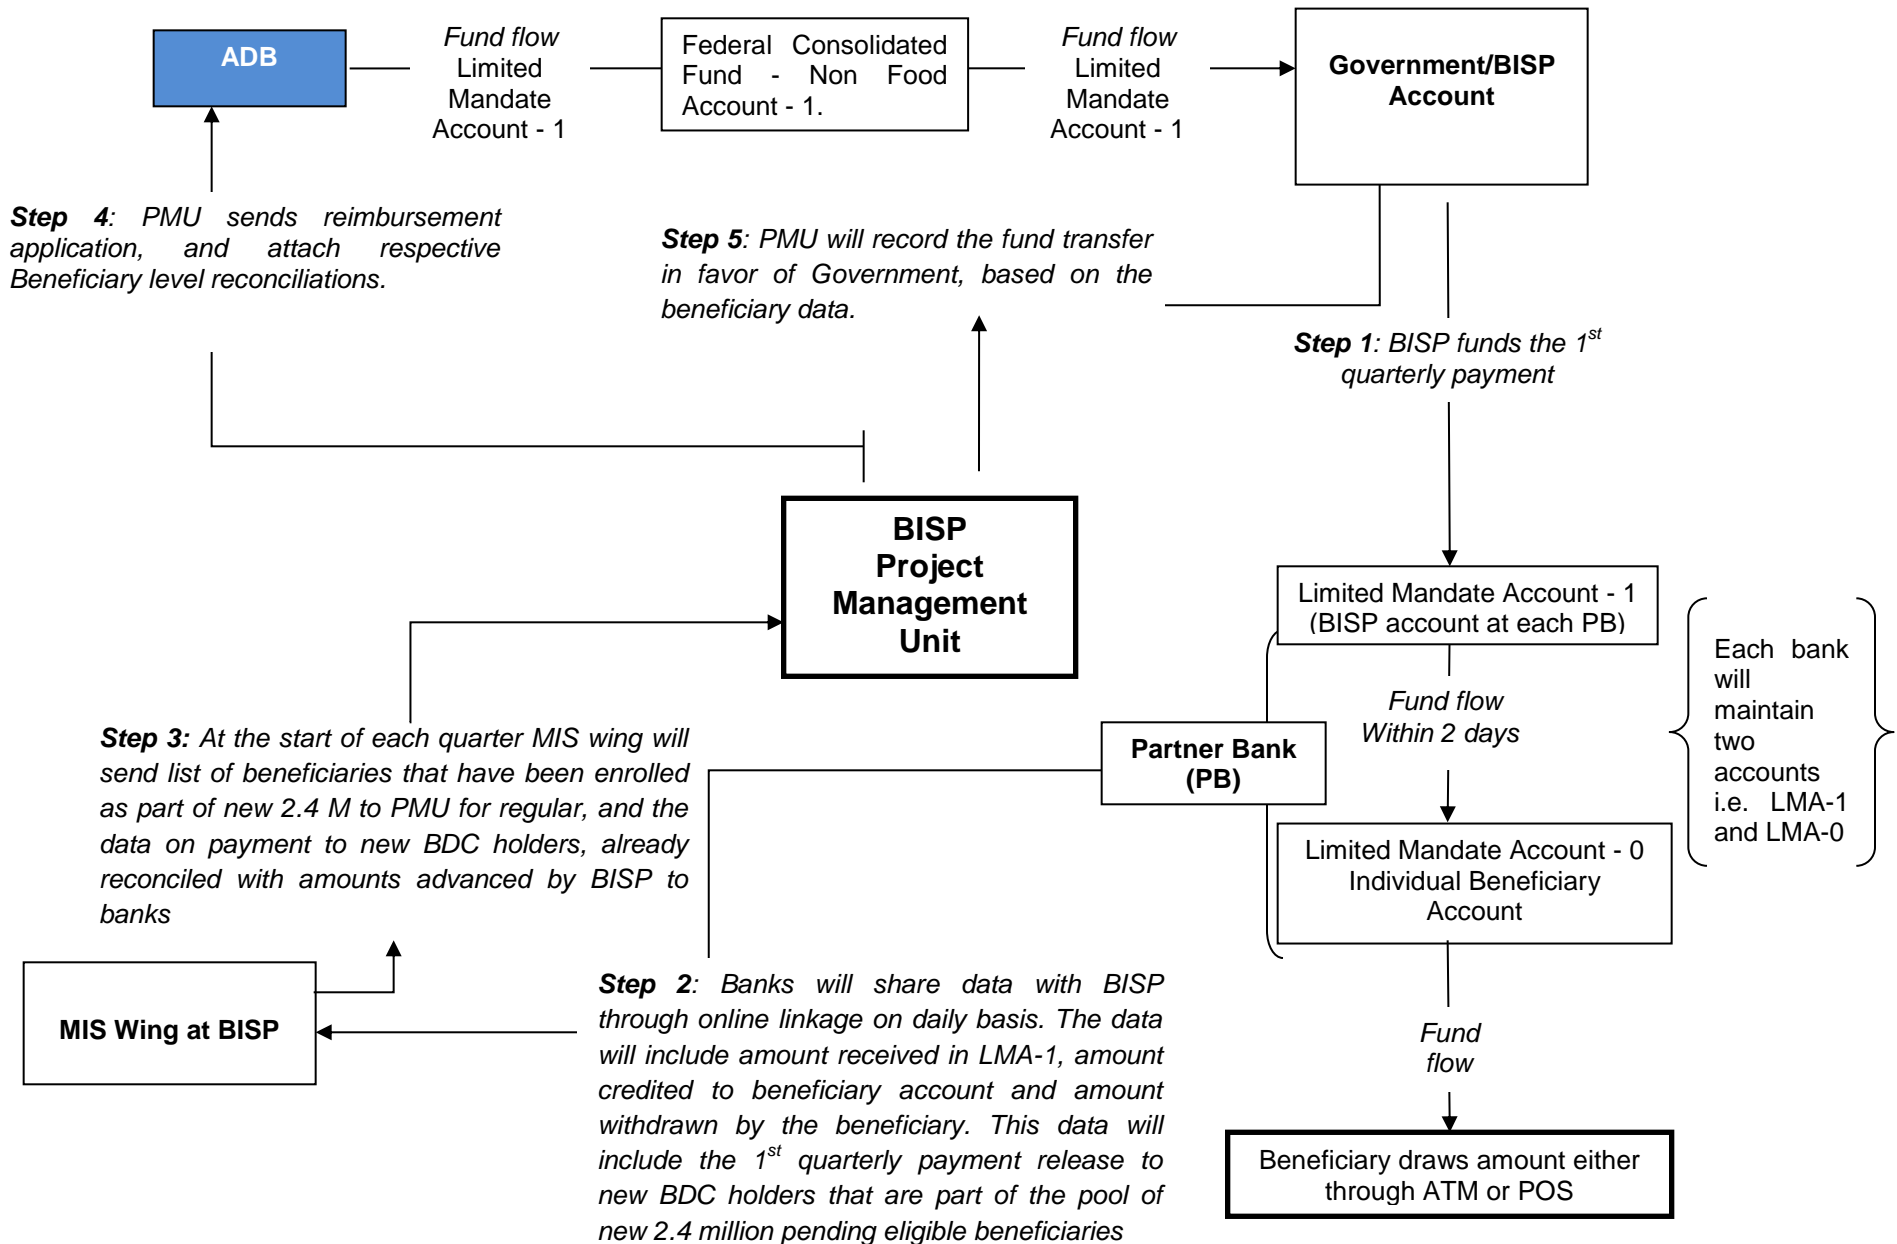 ADB
Fund flow
Limited
Mandate
Account - 1
Federal Consolidated
Fund - Non Food
Account - 1.
Fund flow
Limited
Mandate
Account - 1
Government/BISP
Account
Step 4: PMU sends reimbursement
application, and attach respective
Beneficiary level reconciliations.
Step 5: PMU will record the fund transfer
in favor of Government, based on the
beneficiary data.
Step 1: BISP funds the 1st
quarterly payment
BISP
Project
Management
Unit
Limited Mandate Account - 1
(BISP account at each PB)
Fund flow
Within 2 days
Each bank
will
maintain
two
accounts
i.e. LMA-1
and LMA-0
Partner Bank
(PB)
Step 3: At the start of each quarter MIS wing will
send list of beneficiaries that have been enrolled
as part of new 2.4 M to PMU for regular, and the
data on payment to new BDC holders, already
reconciled with amounts advanced by BISP to
banks
Limited Mandate Account - 0
Individual Beneficiary
Account
MIS Wing at BISP
Step 2: Banks will share data with BISP
through online linkage on daily basis. The data
will include amount received in LMA-1, amount
credited to beneficiary account and amount
withdrawn by the beneficiary. This data will
include the 1st quarterly payment release to
new BDC holders that are part of the pool of
new 2.4 million pending eligible beneficiaries
Fund
flow
Beneficiary draws amount either
through ATM or POS